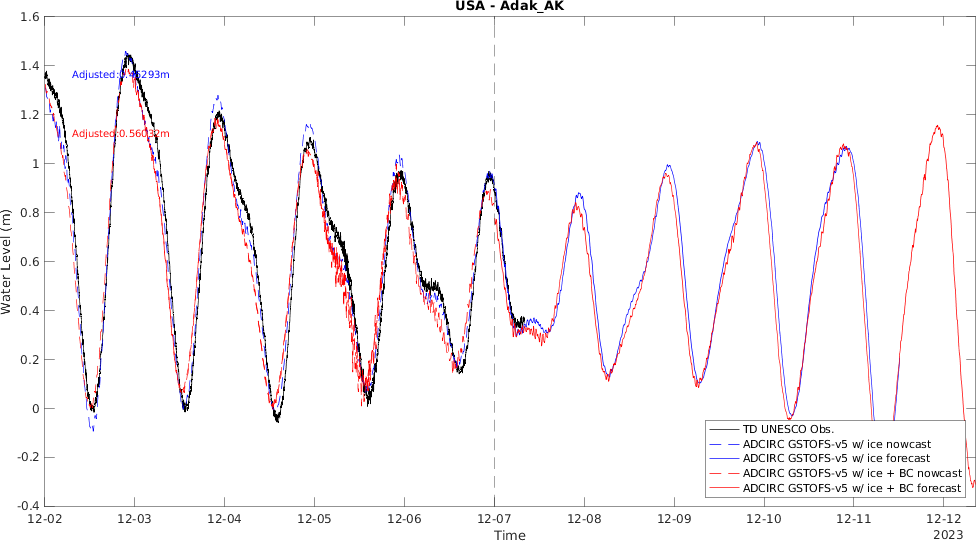 USA - Adak_AK
1.6
1.4
1.2
1
0.8
0.6
0.4
0.2
0
-0.2
-0.4
Water Level (m)
Adjusted:0.46293m
Adjusted:0.56032m
TD UNESCO Obs.
ADCIRC GSTOFS-v5 w/ ice nowcast
ADCIRC GSTOFS-v5 w/ ice forecast
ADCIRC GSTOFS-v5 w/ ice + BC nowcast
ADCIRC GSTOFS-v5 w/ ice + BC forecast
12-02 12-03 12-04 12-05 12-06 12-07 12-08 12-09 12-10 12-11 12-12
Time 2023